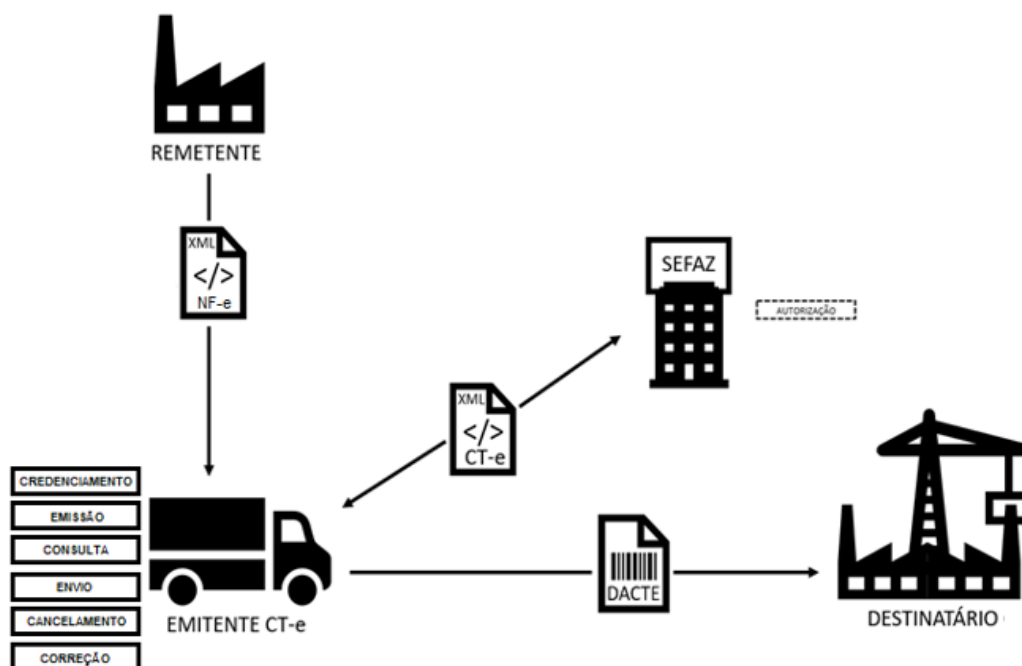 REMETENTE
XML
</>
NF-e
SEFAZ
AUTORIZAÇÃO
XML
</>
CT-e
CREDENCIAMENTO
EMISSÃO
CONSULTA
ENVIO
CANCELAMENTO
CORREÇÃO
EMITENTE CT-e
DACTE
DESTINATÁRIO